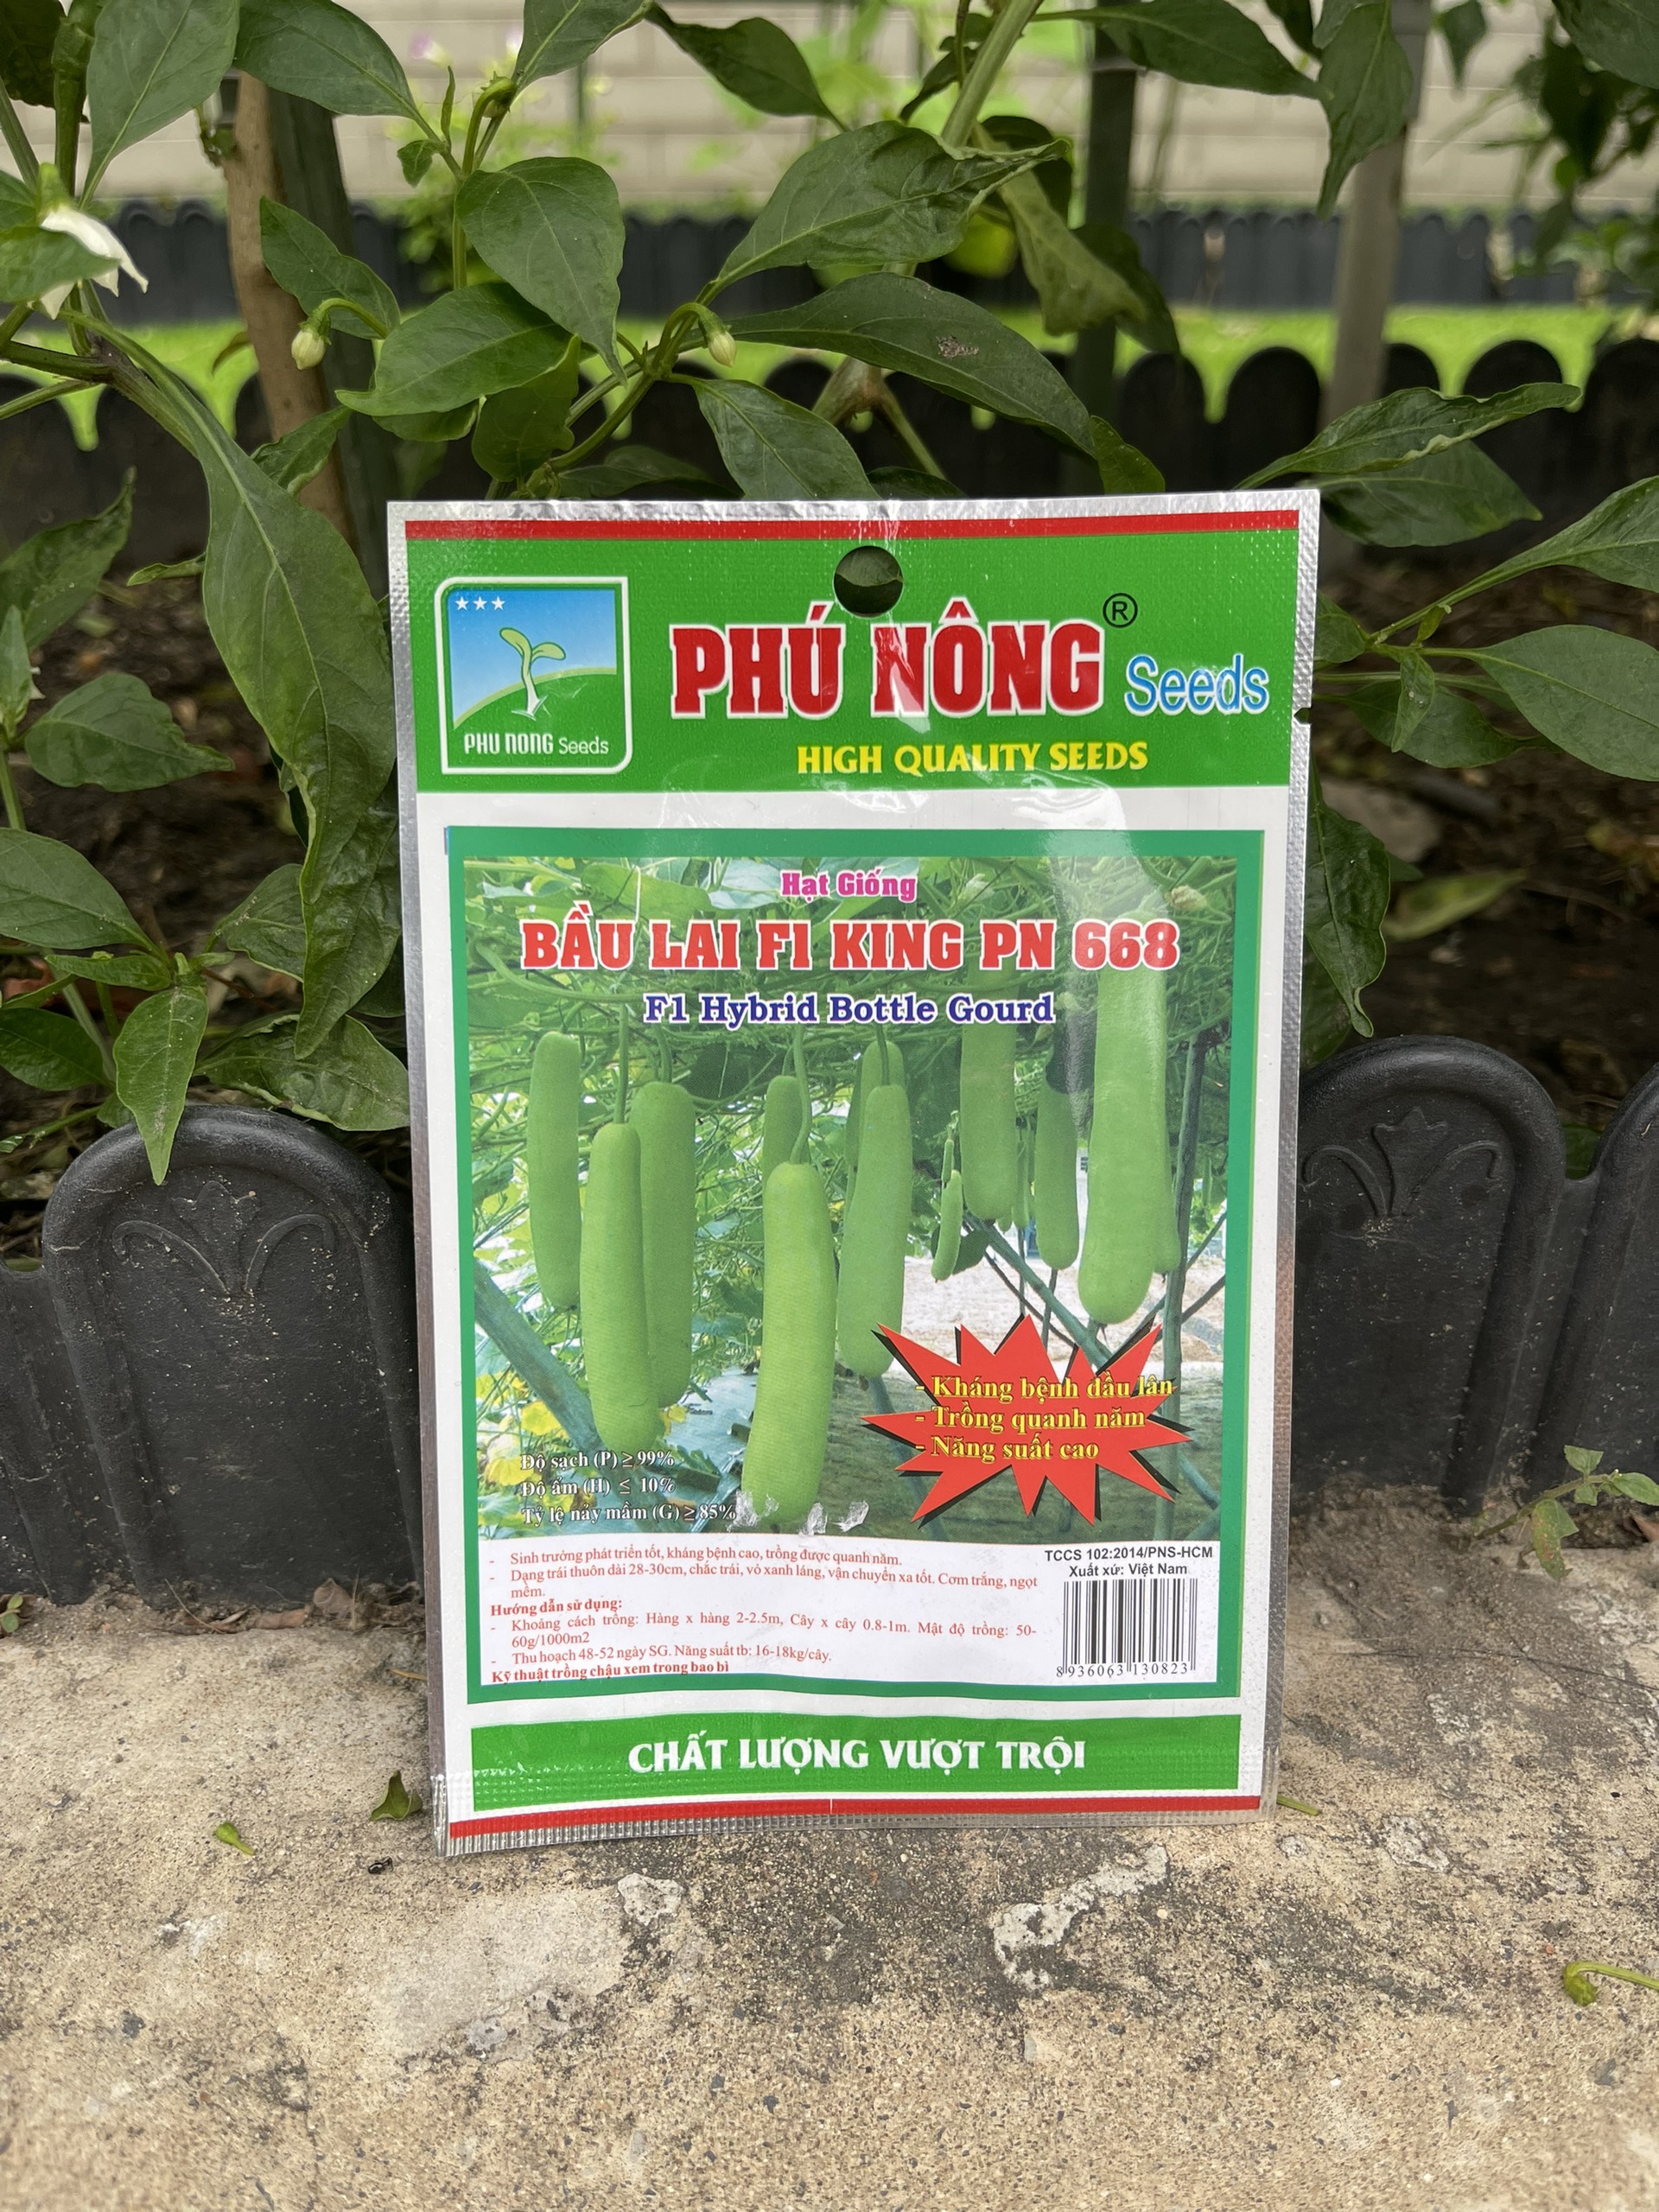 ★★★
PHU NONG Seeds
PHÚ NÔNG® Seeds
HIGH QUALITY SEEDS
Hạt Giống
BẦU LAI F1 KING PN 668
F1 Hybrid Bottle Gourd
- Kháng bệnh đầu lân
- Trồng quanh năm
- Năng suất cao
Độ sạch (P) ≥ 99%
Độ ẩm (H) ≤ 10%
Tỷ lệ nảy mầm (G) ≥ 85%
- Sinh trưởng phát triển tốt, kháng bệnh cao, trồng được quanh năm.
- Dạng trái thuôn dài 28-30cm, chắc trái, vỏ xanh láng, vận chuyển xa tốt. Cơm trắng, ngọt
mềm.
Hướng dẫn sử dụng:
- Khoảng cách trồng: Hàng x hàng 2-2.5m, Cây x cây 0.8-1m. Mật độ trồng: 50-
60g/1000m2
- Thu hoạch 48-52 ngày SG. Năng suất tb: 16-18kg/cây.
Kỹ thuật trồng chậu xem trong bao bì
TCCS 102:2014/PNS-HCM
Xuất xứ: Việt Nam
8 936063 130823
CHẤT LƯỢNG VƯỢT TRỘI